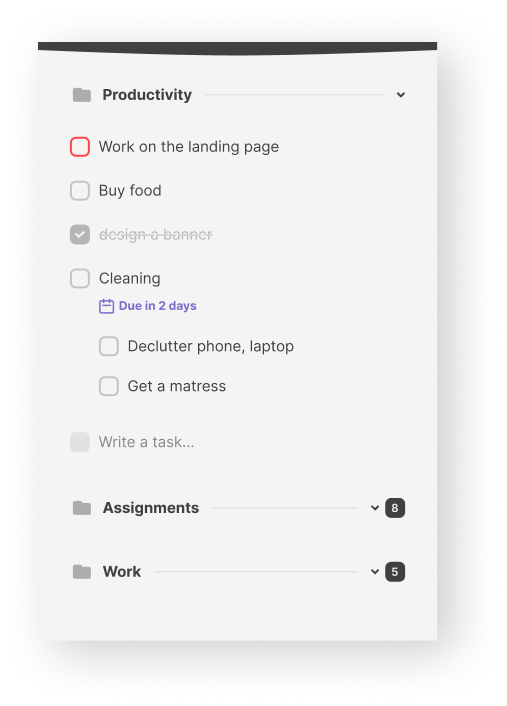 Productivity
Work on the landing page
Buy food
design a banner
Cleaning
Due in 2 days
Declutter phone, laptop
Get a matress
Write a task...
Assignments 8
Work 5